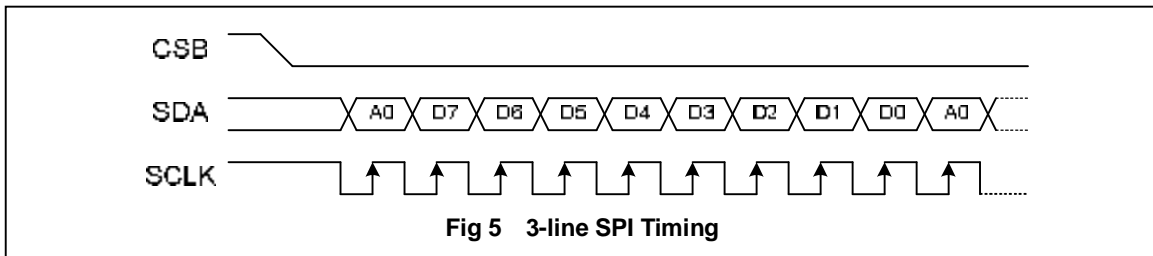 CSB
SDA A0 D7 D6 D5 D4 D3 D2 D1 D0 A0
SCLK
Fig 5 3-line SPI Timing